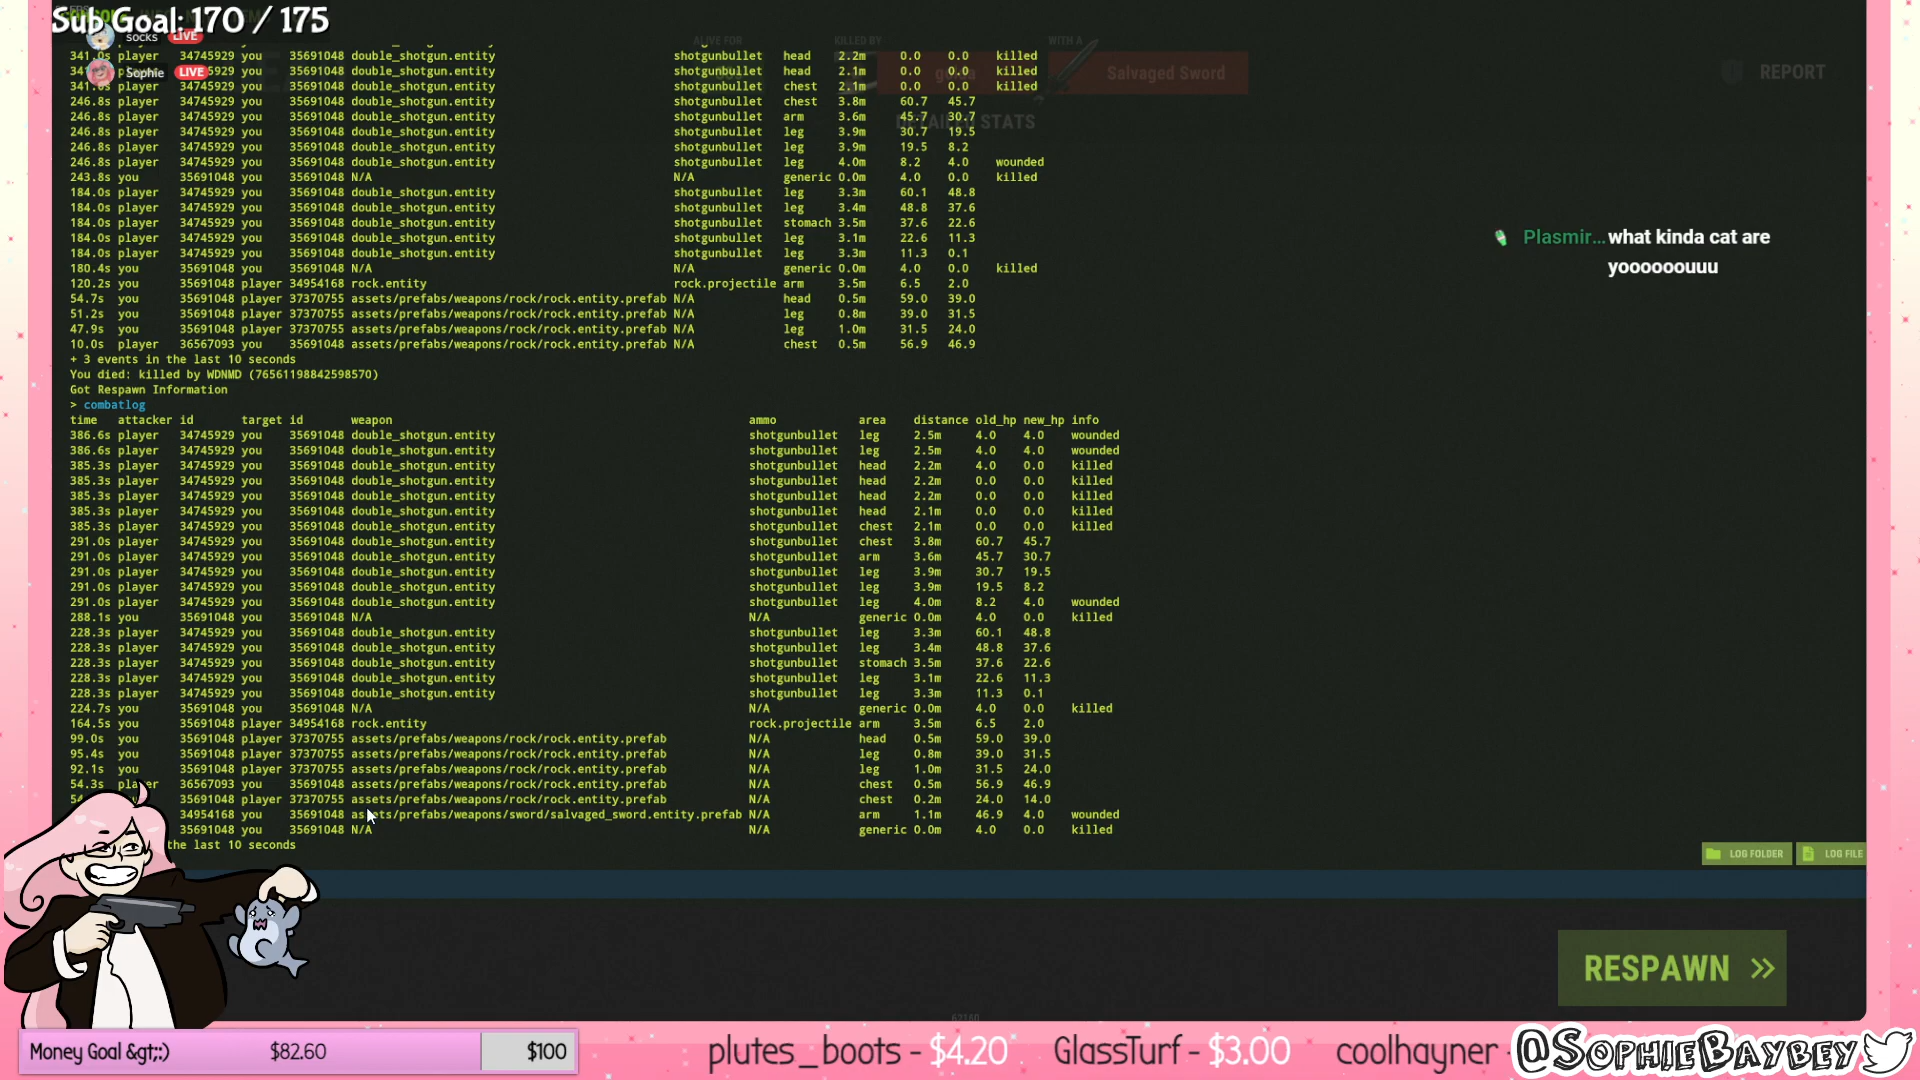 Sub Goal: 170 / 175
socks LIVE
Sophie LIVE
ALIVE FOR KILLED BY WITH A
Salvaged Sword
REPORT
DETAILED STATS
341.0s player 34745929 you 35691048 double_shotgun.entity shotgunbullet head 2.2m 0.0 0.0 killed
player 34745929 you 35691048 double_shotgun.entity shotgunbullet head 2.1m 0.0 0.0 killed
player 34745929 you 35691048 double_shotgun.entity shotgunbullet chest 2.1m 0.0 0.0 killed
246.8s player 34745929 you 35691048 double_shotgun.entity shotgunbullet chest 3.8m 60.7 45.7
246.8s player 34745929 you 35691048 double_shotgun.entity shotgunbullet arm 3.6m 45.7 30.7
246.8s player 34745929 you 35691048 double_shotgun.entity shotgunbullet leg 3.9m 30.7 19.5
246.8s player 34745929 you 35691048 double_shotgun.entity shotgunbullet leg 3.9m 19.5 8.2
246.8s player 34745929 you 35691048 double_shotgun.entity shotgunbullet leg 4.0m 8.2 4.0 wounded
243.8s you 35691048 you 35691048 N/A N/A generic 0.0m 4.0 0.0 killed
184.0s player 34745929 you 35691048 double_shotgun.entity shotgunbullet leg 3.3m 60.1 48.8
184.0s player 34745929 you 35691048 double_shotgun.entity shotgunbullet leg 3.4m 48.8 37.6
184.0s player 34745929 you 35691048 double_shotgun.entity shotgunbullet stomach 3.5m 37.6 22.6
184.0s player 34745929 you 35691048 double_shotgun.entity shotgunbullet leg 3.1m 22.6 11.3
184.0s player 34745929 you 35691048 double_shotgun.entity shotgunbullet leg 3.3m 11.3 0.1
180.4s you 35691048 you 35691048 N/A N/A generic 0.0m 4.0 0.0 killed
120.2s you 35691048 player 34954168 rock.entity rock.projectile arm 3.5m 6.5 2.0
54.7s you 35691048 player 37370755 assets/prefabs/weapons/rock/rock.entity.prefab N/A head 0.5m 59.0 39.0
51.2s you 35691048 player 37370755 assets/prefabs/weapons/rock/rock.entity.prefab N/A leg 0.8m 39.0 31.5
47.9s you 35691048 player 37370755 assets/prefabs/weapons/rock/rock.entity.prefab N/A leg 1.0m 31.5 24.0
10.0s player 36567093 you 35691048 assets/prefabs/weapons/rock/rock.entity.prefab N/A chest 0.5m 56.9 46.9
+ 3 events in the last 10 seconds
You died: killed by WDNMD (76561198842598570)
Got Respawn Information
> combatlog
time attacker id target id weapon ammo area distance old_hp new_hp info
386.6s player 34745929 you 35691048 double_shotgun.entity shotgunbullet leg 2.5m 4.0 4.0 wounded
386.6s player 34745929 you 35691048 double_shotgun.entity shotgunbullet leg 2.5m 4.0 4.0 wounded
385.3s player 34745929 you 35691048 double_shotgun.entity shotgunbullet head 2.2m 4.0 0.0 killed
385.3s player 34745929 you 35691048 double_shotgun.entity shotgunbullet head 2.2m 0.0 0.0 killed
385.3s player 34745929 you 35691048 double_shotgun.entity shotgunbullet head 2.2m 0.0 0.0 killed
385.3s player 34745929 you 35691048 double_shotgun.entity shotgunbullet head 2.1m 0.0 0.0 killed
385.3s player 34745929 you 35691048 double_shotgun.entity shotgunbullet chest 2.1m 0.0 0.0 killed
291.0s player 34745929 you 35691048 double_shotgun.entity shotgunbullet chest 3.8m 60.7 45.7
291.0s player 34745929 you 35691048 double_shotgun.entity shotgunbullet arm 3.6m 45.7 30.7
291.0s player 34745929 you 35691048 double_shotgun.entity shotgunbullet leg 3.9m 30.7 19.5
291.0s player 34745929 you 35691048 double_shotgun.entity shotgunbullet leg 3.9m 19.5 8.2
291.0s player 34745929 you 35691048 double_shotgun.entity shotgunbullet leg 4.0m 8.2 4.0 wounded
288.1s you 35691048 you 35691048 N/A N/A generic 0.0m 4.0 0.0 killed
228.3s player 34745929 you 35691048 double_shotgun.entity shotgunbullet leg 3.3m 60.1 48.8
228.3s player 34745929 you 35691048 double_shotgun.entity shotgunbullet leg 3.4m 48.8 37.6
228.3s player 34745929 you 35691048 double_shotgun.entity shotgunbullet stomach 3.5m 37.6 22.6
228.3s player 34745929 you 35691048 double_shotgun.entity shotgunbullet leg 3.1m 22.6 11.3
228.3s player 34745929 you 35691048 double_shotgun.entity shotgunbullet leg 3.3m 11.3 0.1
224.7s you 35691048 you 35691048 N/A N/A generic 0.0m 4.0 0.0 killed
164.5s you 35691048 player 34954168 rock.entity rock.projectile arm 3.5m 6.5 2.0
99.0s you 35691048 player 37370755 assets/prefabs/weapons/rock/rock.entity.prefab N/A head 0.5m 59.0 39.0
95.4s you 35691048 player 37370755 assets/prefabs/weapons/rock/rock.entity.prefab N/A leg 0.8m 39.0 31.5
92.1s you 35691048 player 37370755 assets/prefabs/weapons/rock/rock.entity.prefab N/A leg 1.0m 31.5 24.0
54.3s player 36567093 you 35691048 assets/prefabs/weapons/rock/rock.entity.prefab N/A chest 0.5m 56.9 46.9
35691048 player 37370755 assets/prefabs/weapons/rock/rock.entity.prefab N/A chest 0.2m 24.0 14.0
34954168 you 35691048 assets/prefabs/weapons/sword/salvaged_sword.entity.prefab N/A arm 1.1m 46.9 4.0 wounded
35691048 you 35691048 N/A N/A generic 0.0m 4.0 0.0 killed
the last 10 seconds
Plasmir... what kinda cat are
yoooooouuu
LOG FOLDER LOG FILE
RESPAWN >>
62160
Money Goal &gt;:) $82.60 $100
plutes_boots - $4.20 GlassTurf - $3.00 coolhayner -
@SophieBaybey